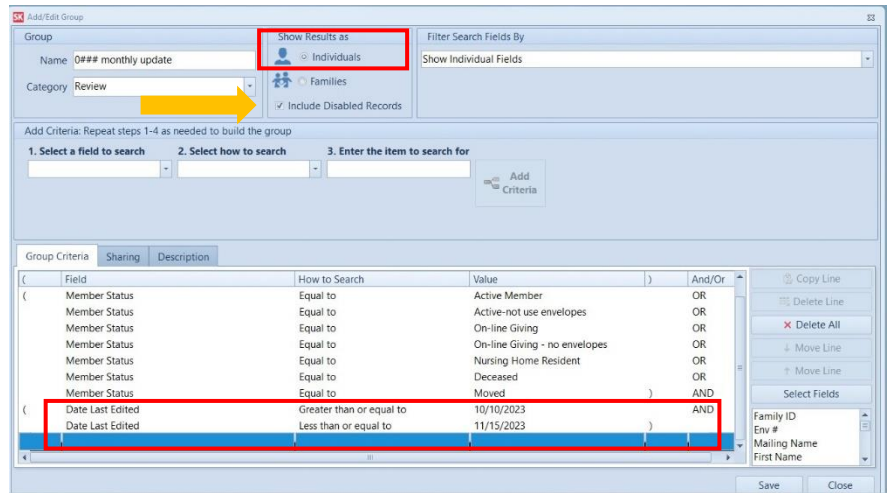 SK Add/Edit Group
Group
Name 0### monthly update
Category Review
Show Results as
Individuals
Families
Include Disabled Records
Filter Search Fields By
Show Individual Fields
Add Criteria: Repeat steps 1-4 as needed to build the group
1. Select a field to search 2. Select how to search 3. Enter the item to search for
Add Criteria
Group Criteria Sharing Description
( Field How to Search Value ) And/Or
( Member Status Equal to Active Member OR
Member Status Equal to Active-not use envelopes OR
Member Status Equal to On-line Giving OR
Member Status Equal to On-line Giving - no envelopes OR
Member Status Equal to Nursing Home Resident OR
Member Status Equal to Deceased OR
Member Status Equal to Moved ) AND
( Date Last Edited Greater than or equal to 10/10/2023 AND
Date Last Edited Less than or equal to 11/15/2023 )
Copy Line
Delete Line
Delete All
Move Line
Move Line
Select Fields
Family ID
Env #
Mailing Name
First Name
Save Close